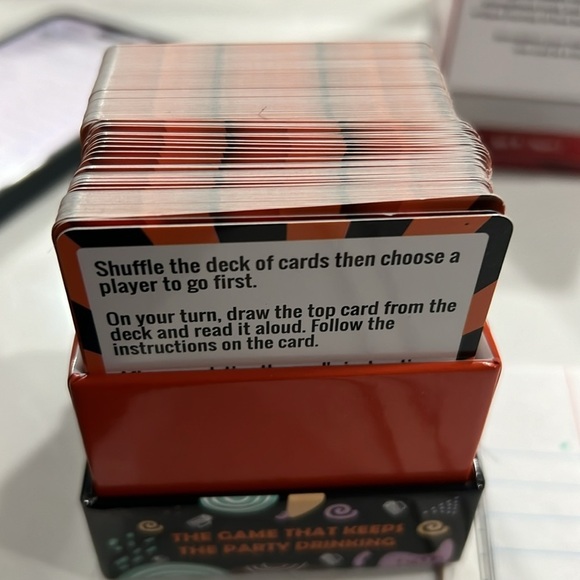 Shuffle the deck of cards then choose a
player to go first.
On your turn, draw the top card from the
deck and read it aloud. Follow the
instructions on the card.
THE GAME THAT KEEPS
THE PARTY DRINKING